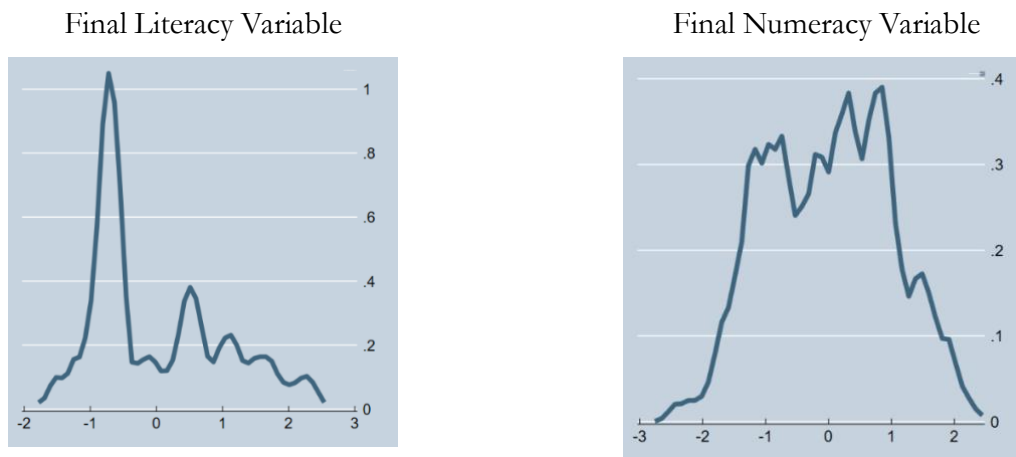 Final Literacy Variable
1
.8
.6
.4
.2
0
-2 -1 0 1 2 3
Final Numeracy Variable
.4
.3
.2
.1
0
-3 -2 -1 0 1 2